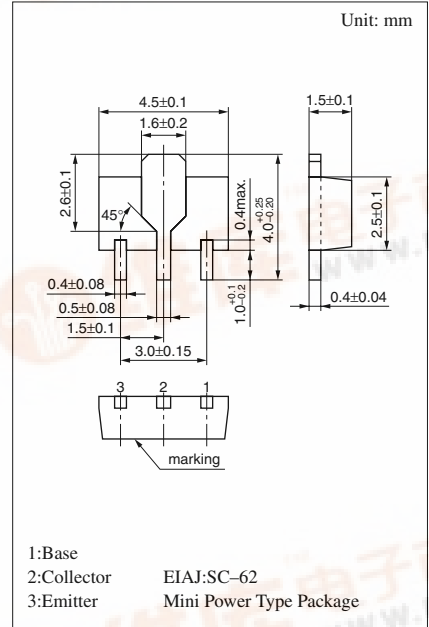 Unit: mm
4.5±0.1
1.6±0.2
1.5±0.1
2.6±0.1
45°
0.4max.
4.0+0.25−0.20
2.5±0.1
1.0+0.1−0.2
0.4±0.08
0.5±0.08
1.5±0.1
3.0±0.15
0.4±0.04
3 2 1
marking
1:Base
2:Collector EIAJ:SC–62
3:Emitter Mini Power Type Package